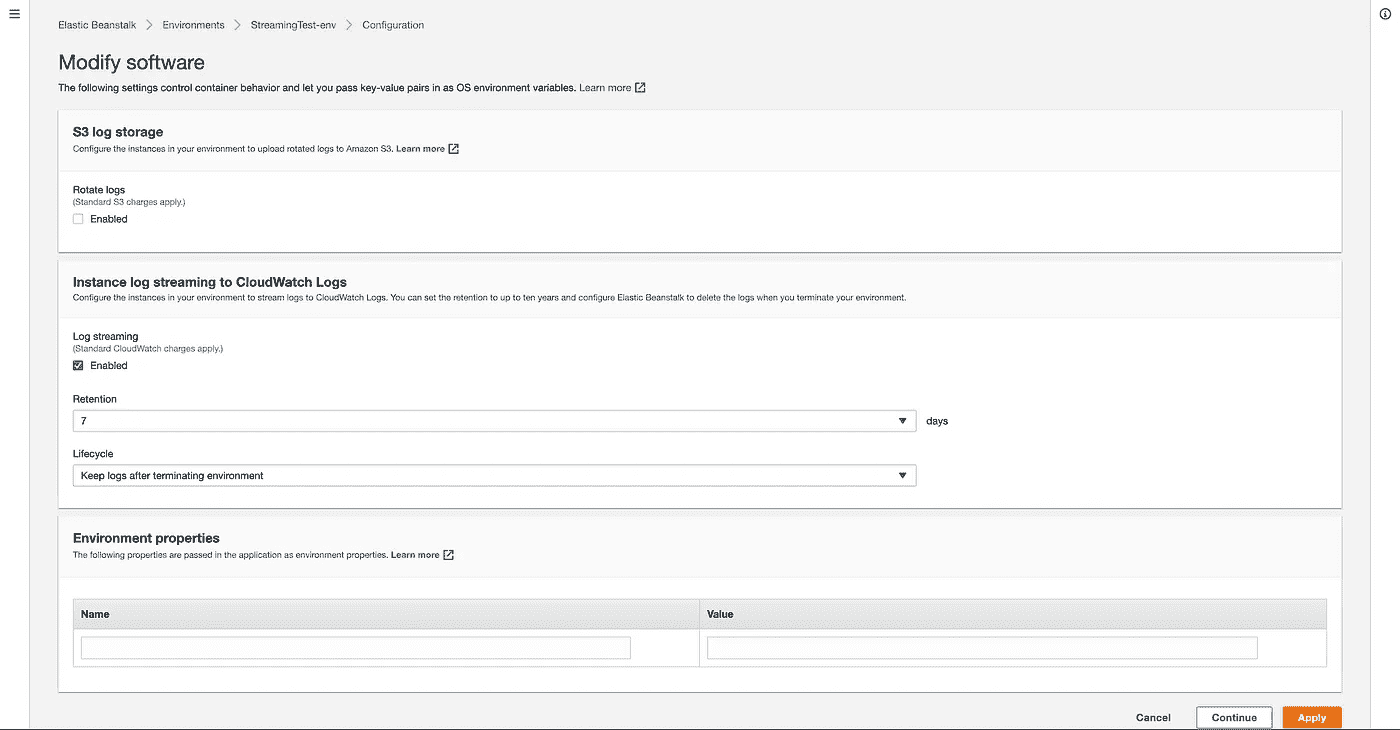 Elastic Beanstalk > Environments > StreamingTest-env > Configuration
Modify software
The following settings control container behavior and let you pass key-value pairs in as OS environment variables. Learn more
S3 log storage
Configure the instances in your environment to upload rotated logs to Amazon S3. Learn more
Rotate logs
(Standard S3 charges apply.)
Enabled
Instance log streaming to CloudWatch Logs
Configure the instances in your environment to stream logs to CloudWatch Logs. You can set the retention to up to ten years and configure Elastic Beanstalk to delete the logs when you terminate your environment.
Log streaming
(Standard CloudWatch charges apply.)
Enabled
Retention
7 days
Lifecycle
Keep logs after terminating environment
Environment properties
The following properties are passed in the application as environment properties. Learn more
Name Value
Cancel Continue Apply